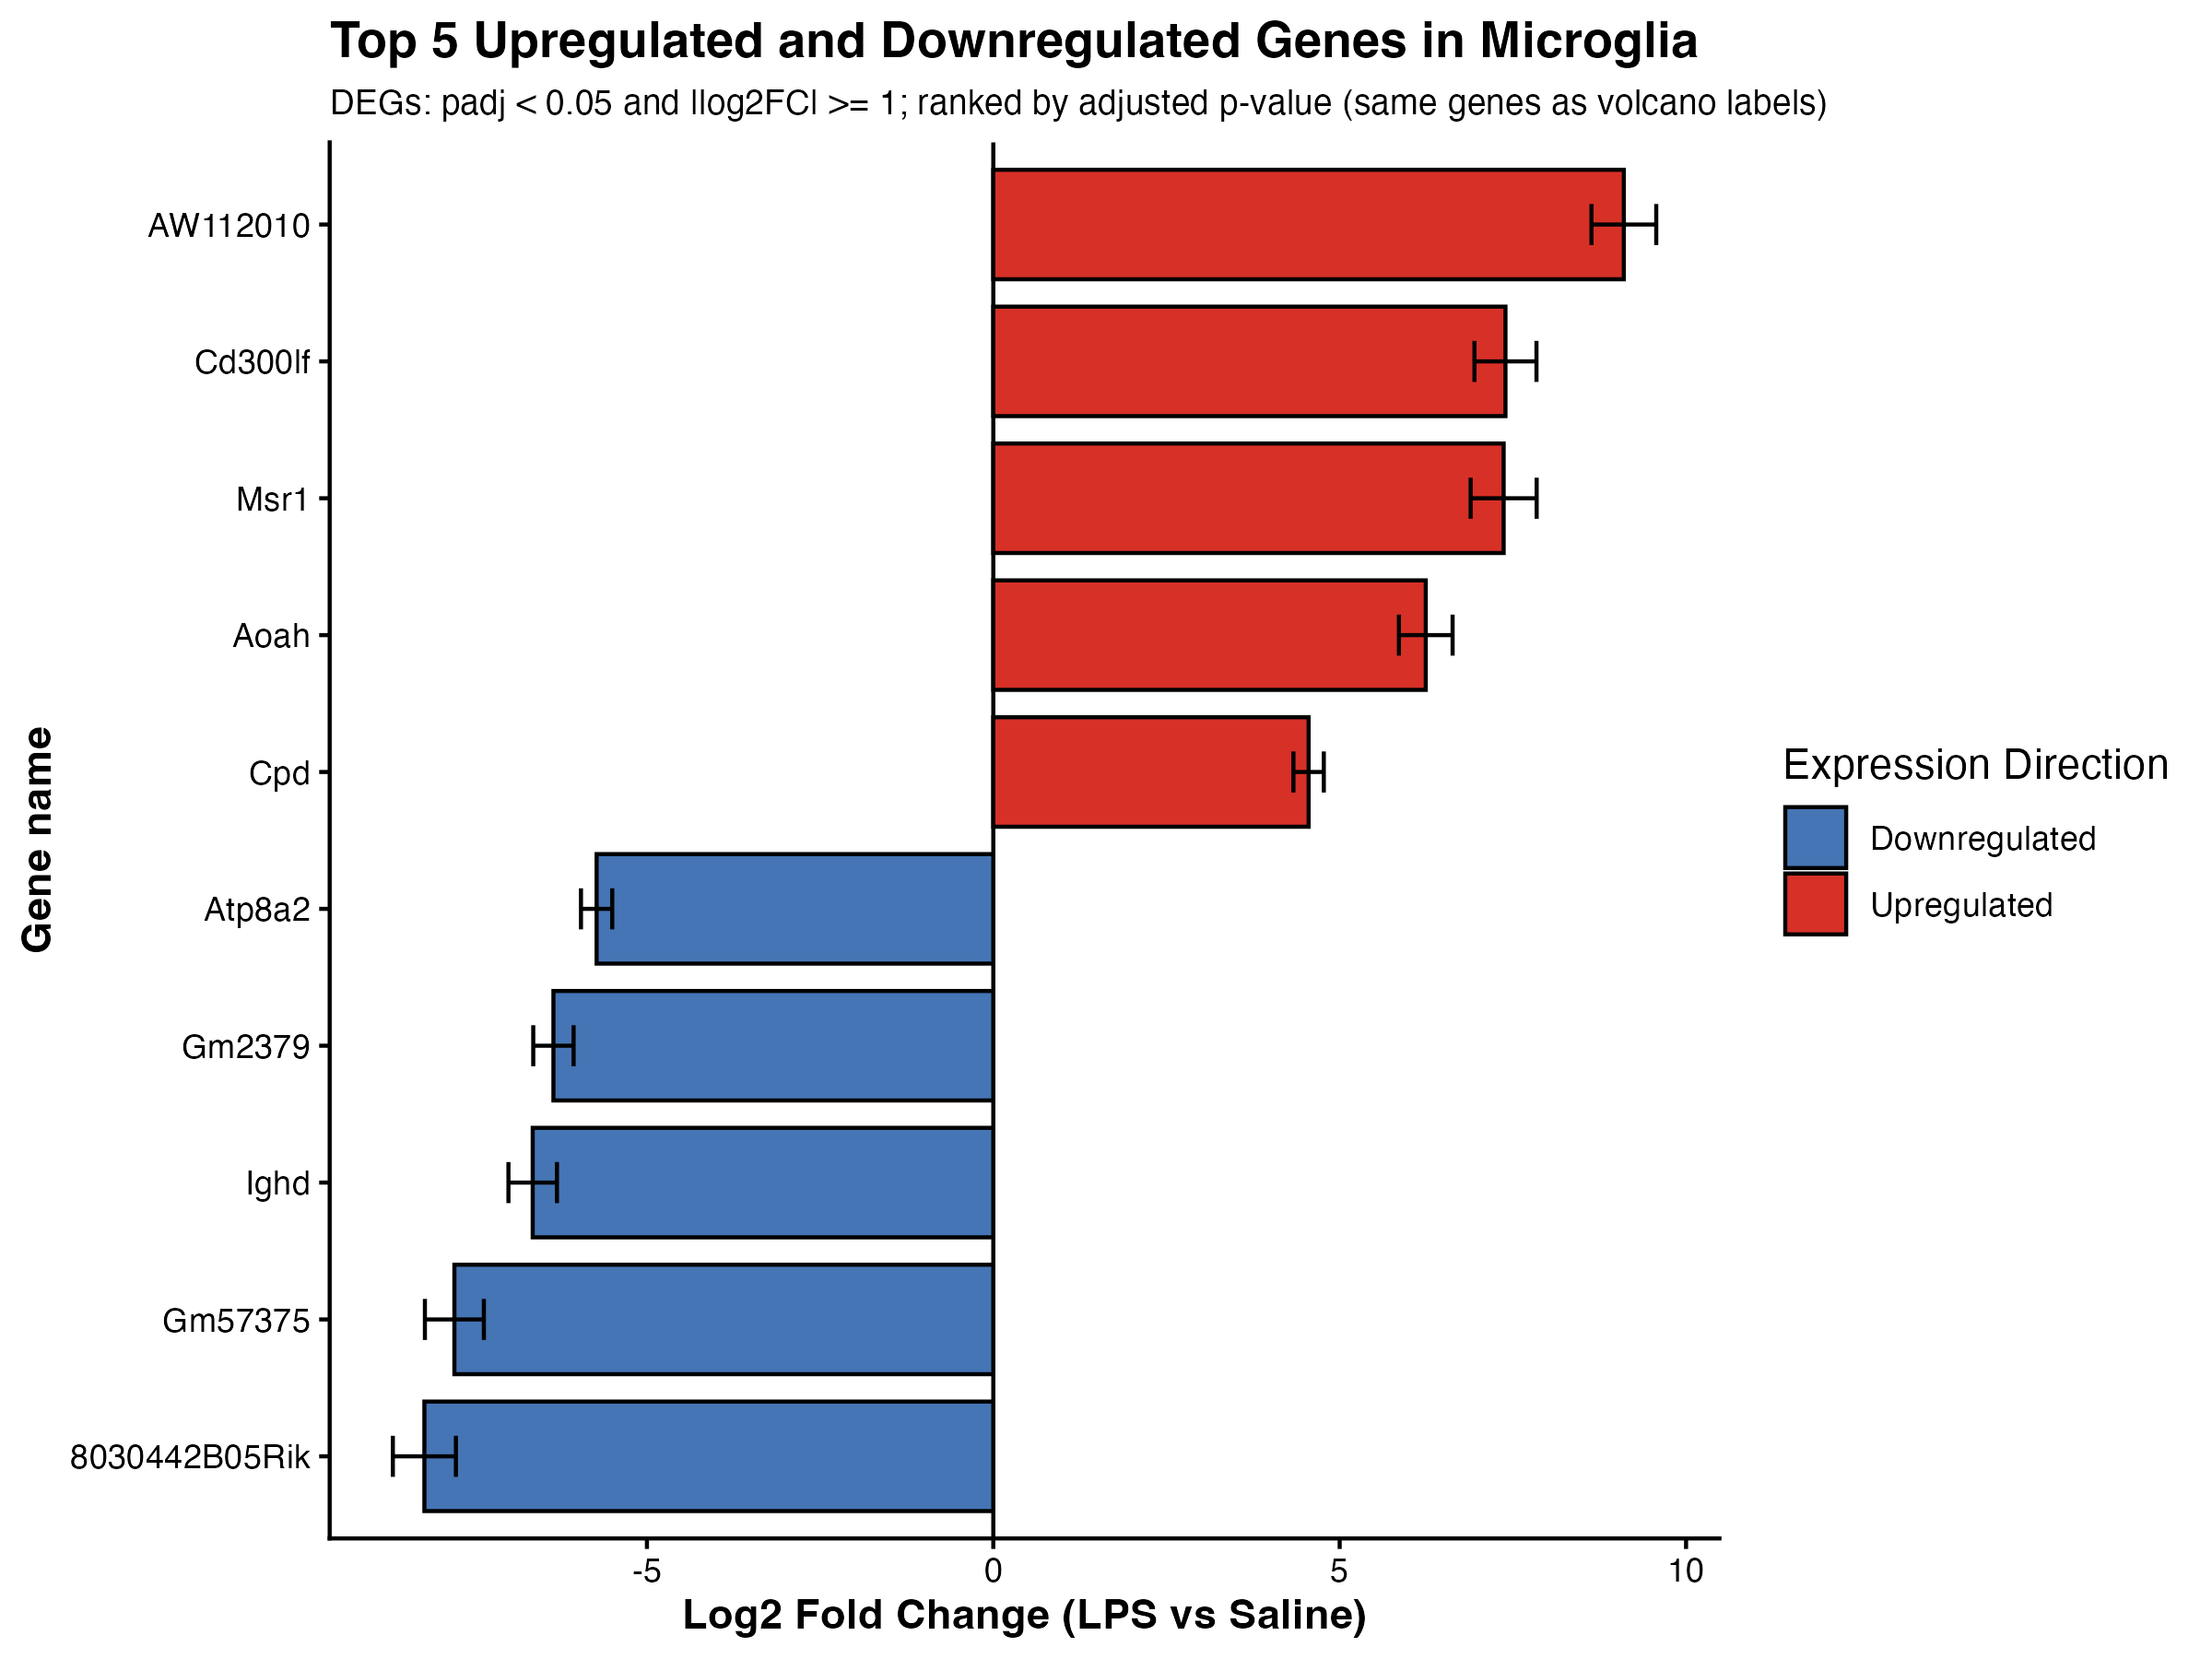 Top 5 Upregulated and Downregulated Genes in Microglia
DEGs: padj < 0.05 and |log2FC| >= 1; ranked by adjusted p-value (same genes as volcano labels)
AW112010
Cd300lf
Msr1
Aoah
Cpd
Atp8a2
Gm2379
Ighd
Gm57375
8030442B05Rik
Gene name
-5
0
5
10
Log2 Fold Change (LPS vs Saline)
Expression Direction
Downregulated
Upregulated